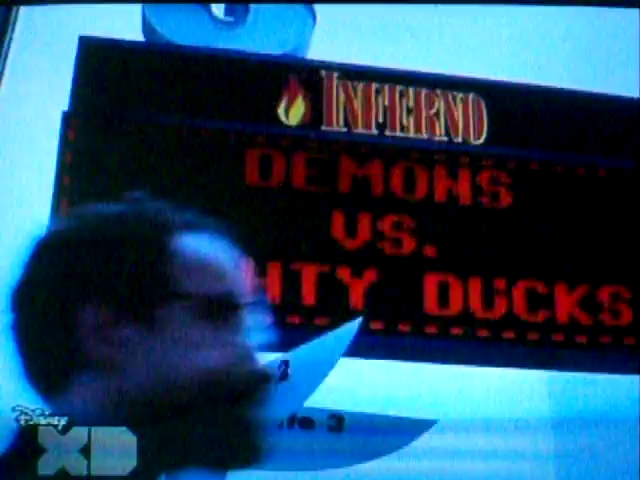 INFERNO
DEMONS
VS.
HTY DUCKS
Disney
XD